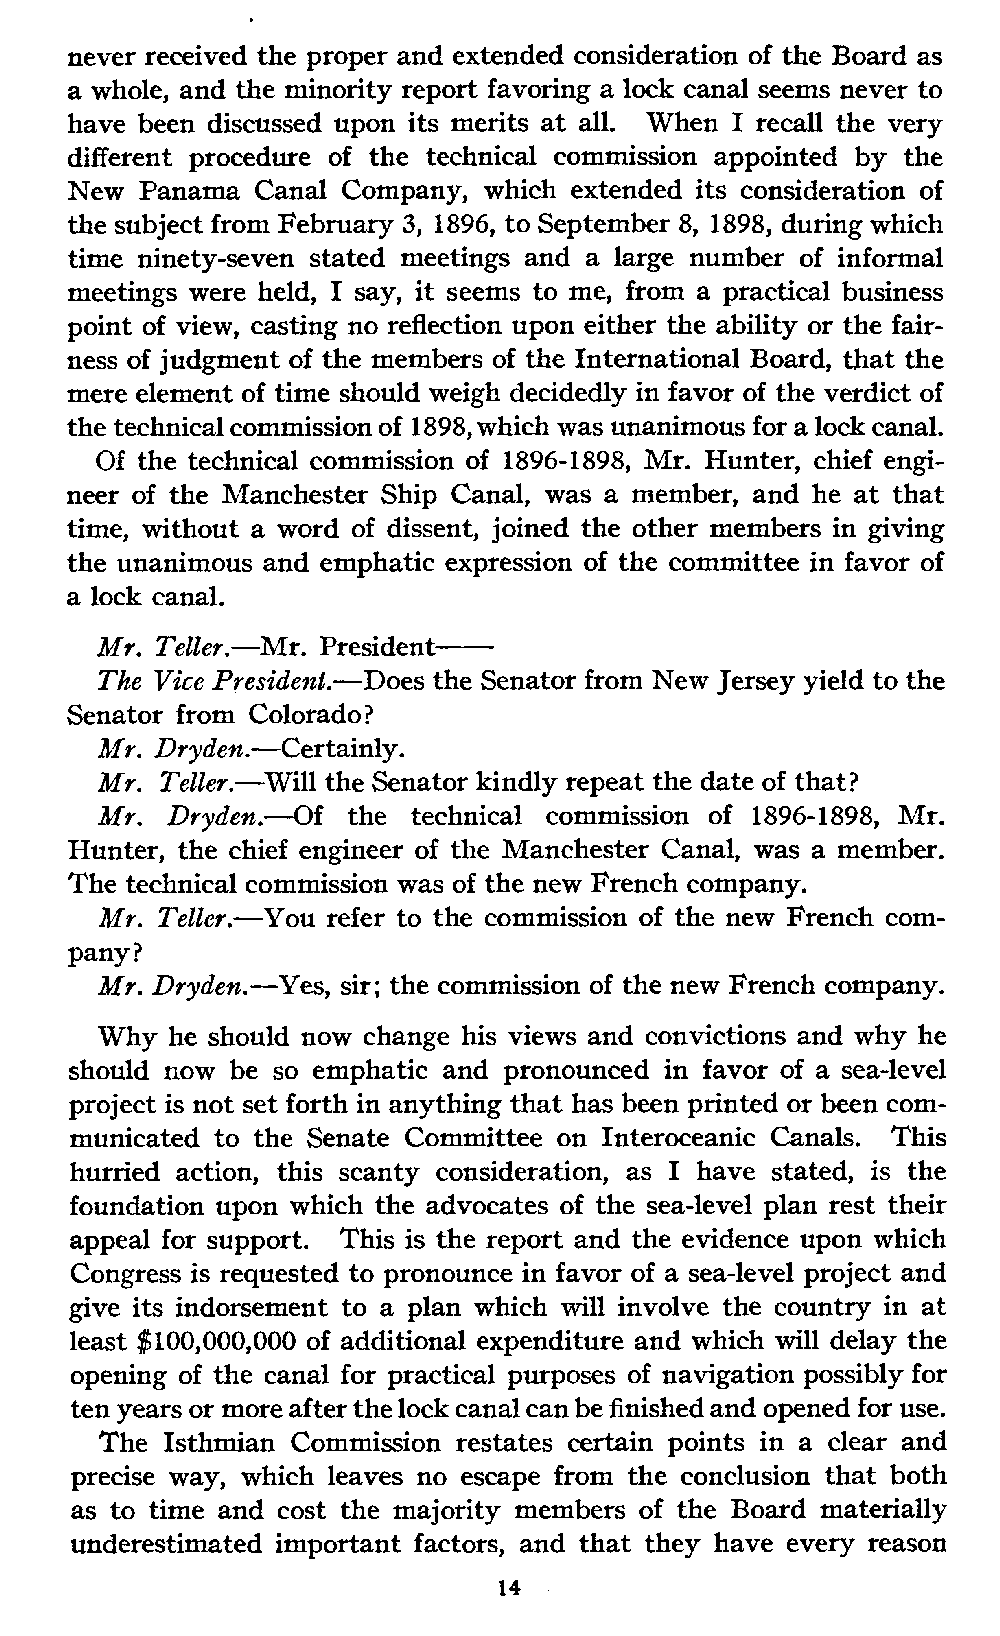 never received the proper and extended consideration of the Board as
a whole, and the minority report favoring a lock canal seems never to
have been discussed upon its merits at all. When I recall the very
different procedure of the technical commission appointed by the
New Panama Canal Company, which extended its consideration of
the subject from February 3, 1896, to September 8, 1898, during which
time ninety-seven stated meetings and a large number of informal
meetings were held, I say, it seems to me, from a practical business
point of view, casting no reflection upon either the ability or the fair-
ness of judgment of the members of the International Board, that the
mere element of time should weigh decidedly in favor of the verdict of
the technical commission of 1898, which was unanimous for a lock canal.
Of the technical commission of 1896-1898, Mr. Hunter, chief engi-
neer of the Manchester Ship Canal, was a member, and he at that
time, without a word of dissent, joined the other members in giving
the unanimous and emphatic expression of the committee in favor of
a lock canal.
Mr. Teller.—Mr. President——
The Vice President.—Does the Senator from New Jersey yield to the
Senator from Colorado?
Mr. Dryden.—Certainly.
Mr. Teller.—Will the Senator kindly repeat the date of that?
Mr. Dryden.—Of the technical commission of 1896-1898, Mr.
Hunter, the chief engineer of the Manchester Canal, was a member.
The technical commission was of the new French company.
Mr. Teller.—You refer to the commission of the new French com-
pany?
Mr. Dryden.—Yes, sir; the commission of the new French company.
Why he should now change his views and convictions and why he
should now be so emphatic and pronounced in favor of a sea-level
project is not set forth in anything that has been printed or been com-
municated to the Senate Committee on Interoceanic Canals. This
hurried action, this scanty consideration, as I have stated, is the
foundation upon which the advocates of the sea-level plan rest their
appeal for support. This is the report and the evidence upon which
Congress is requested to pronounce in favor of a sea-level project and
give its indorsement to a plan which will involve the country in at
least $100,000,000 of additional expenditure and which will delay the
opening of the canal for practical purposes of navigation possibly for
ten years or more after the lock canal can be finished and opened for use.
The Isthmian Commission restates certain points in a clear and
precise way, which leaves no escape from the conclusion that both
as to time and cost the majority members of the Board materially
underestimated important factors, and that they have every reason
14